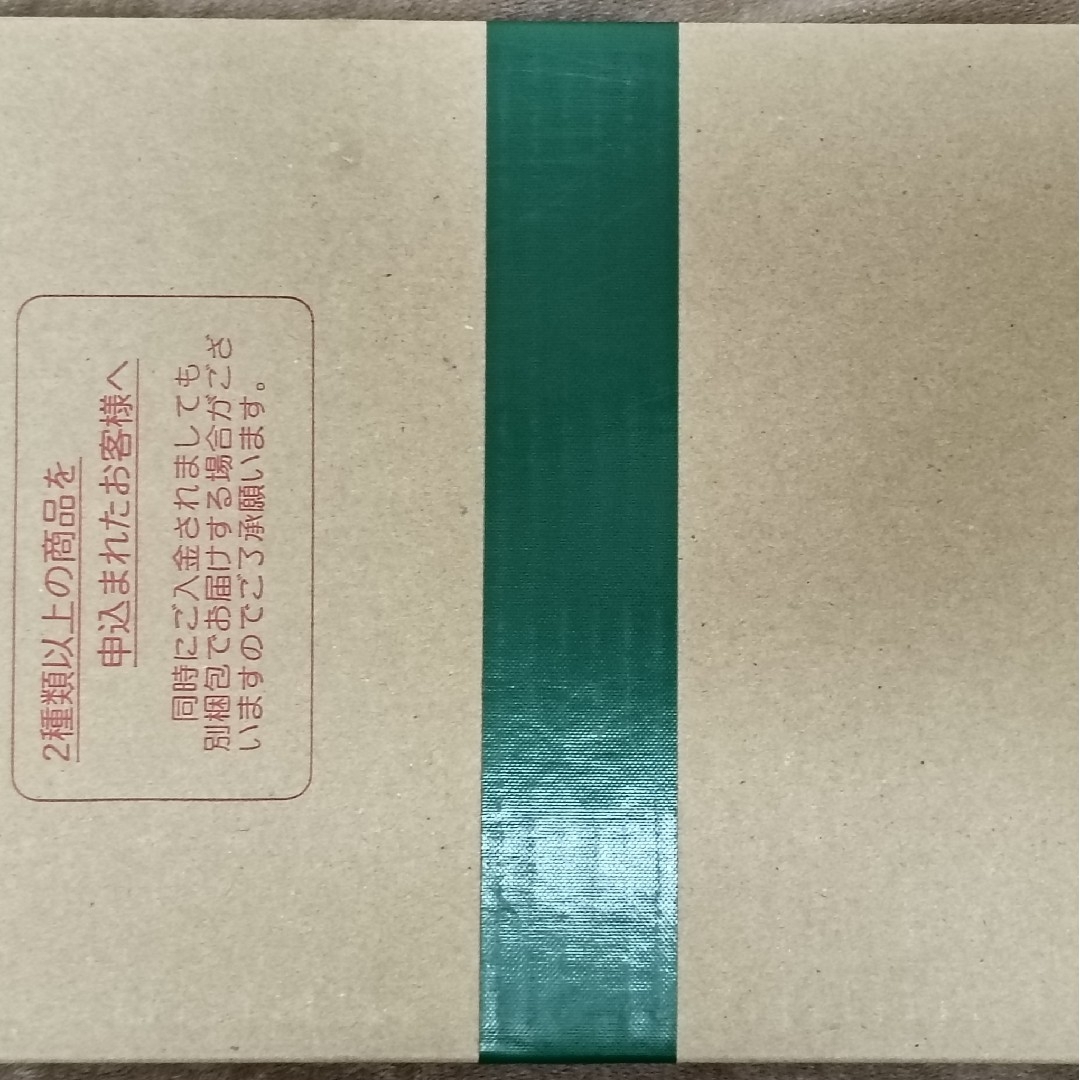 2種類以上の商品を
申込まれたお客様へ
同時にご入金されましても
別梱包でお届けする場合がござ
いますのでご了承願います。